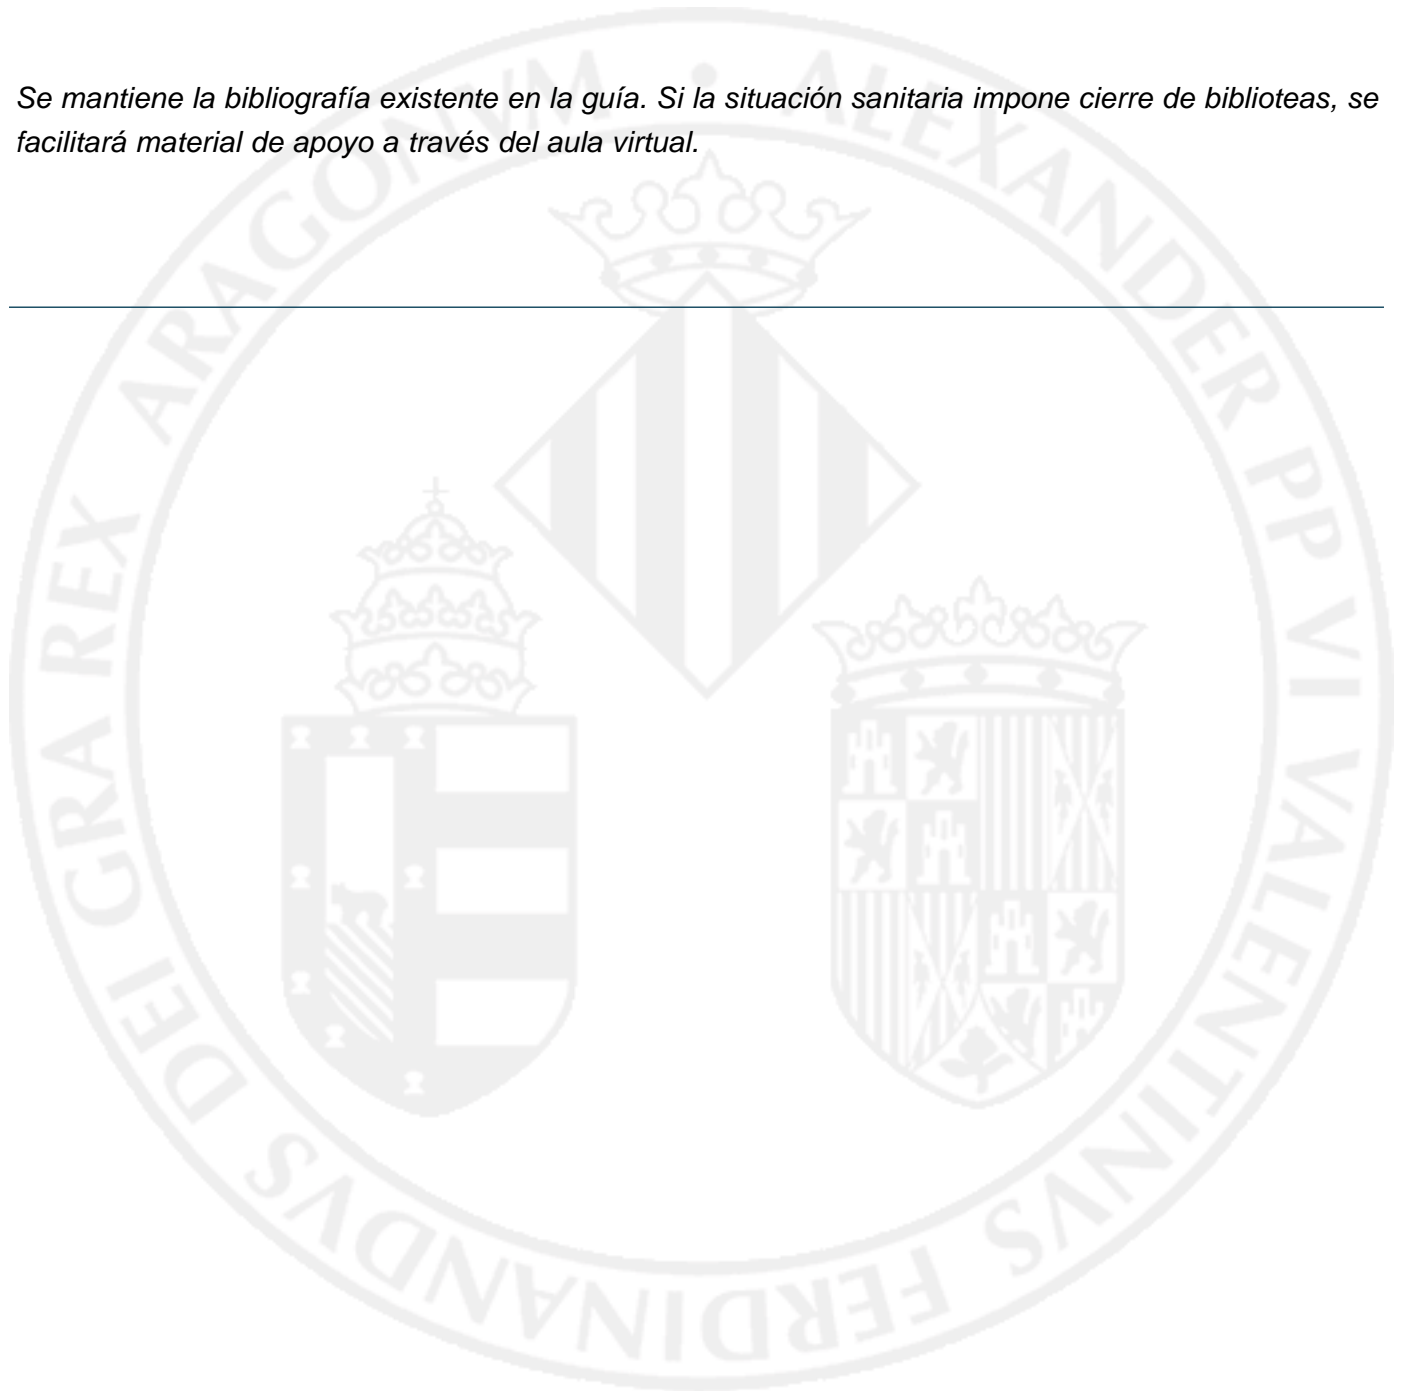 Se mantiene la bibliografía existente en la guía. Si la situación sanitaria impone cierre de biblioteas, se
facilitará material de apoyo a través del aula virtual.
ALEXANDER PP VI VALENTINVS FERDINANDVS DEI GRA REX ARAGONVM